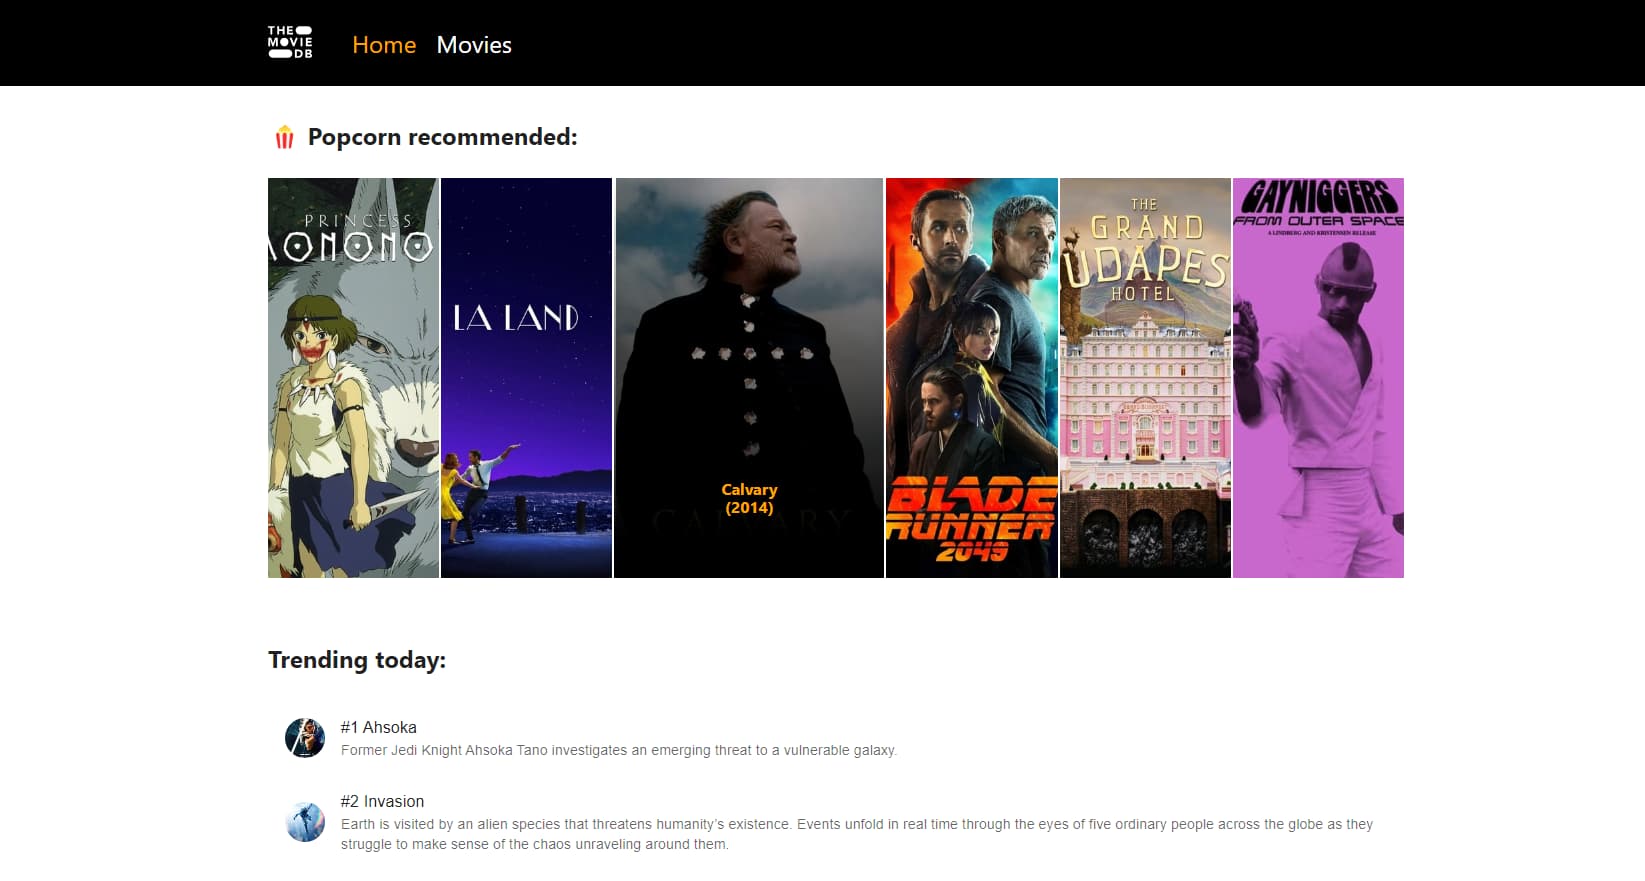 THE
MOVIE
DB
Home
Movies
Popcorn recommended:
PRINCESS
ONONO
LA LAND
Calvary
(2014)
CALVARY
BLADE
RUNNER
2049
THE
GRAND
UDAPES
HOTEL
GAYNIGGERS
FROM OUTER SPACE
A LINDBERG AND KRISTENSEN RELEASE
Trending today:
#1 Ahsoka
Former Jedi Knight Ahsoka Tano investigates an emerging threat to a vulnerable galaxy.
#2 Invasion
Earth is visited by an alien species that threatens humanity's existence. Events unfold in real time through the eyes of five ordinary people across the globe as they
struggle to make sense of the chaos unraveling around them.